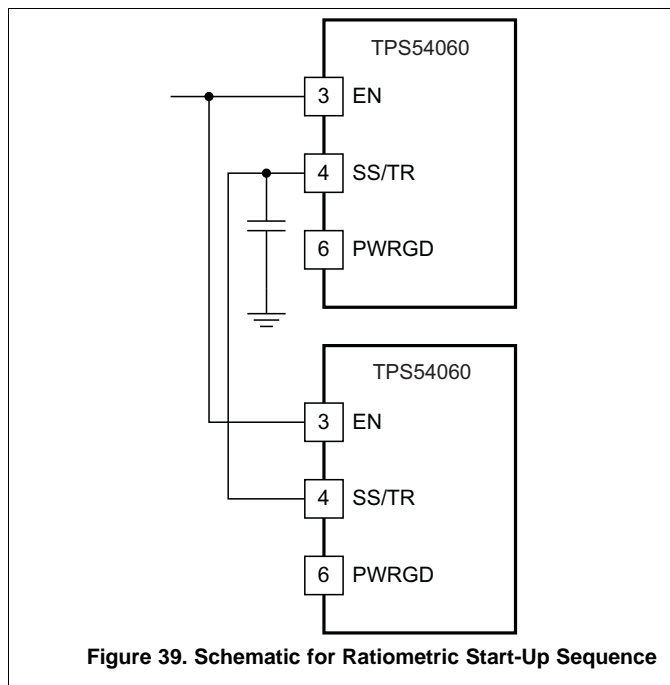 TPS54060
3 EN
4 SS/TR
6 PWRGD
TPS54060
3 EN
4 SS/TR
6 PWRGD
Figure 39. Schematic for Ratiometric Start-Up Sequence